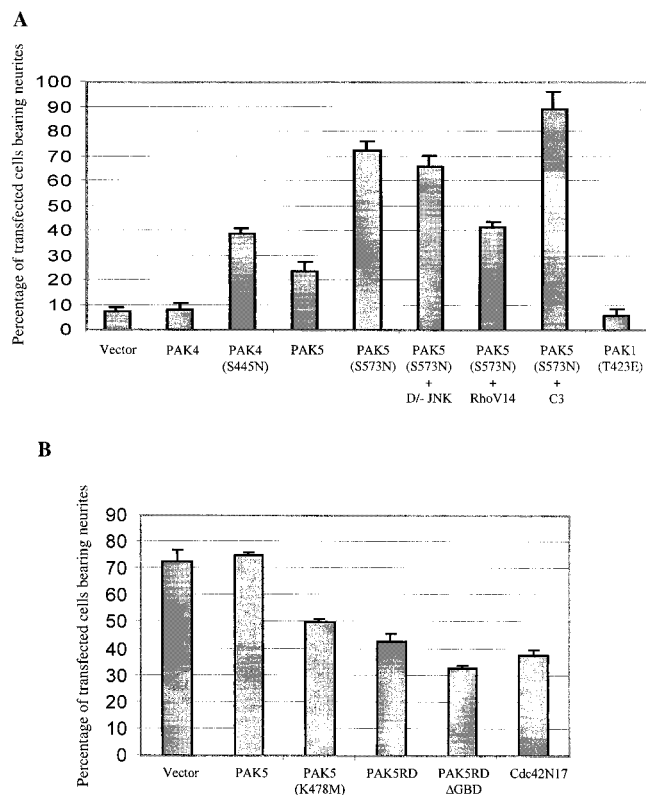 A
Percentage of transfected cells bearing neurites
100
90
80
70
60
50
40
30
20
10
0
Vector
PAK4
PAK4
(S445N)
PAK5
PAK5
(S573N)
PAK5
(S573N)
+
D/- JNK
PAK5
(S573N)
+
RhoV14
PAK5
(S573N)
+
C3
PAK1
(T423E)
B
Percentage of transfected cells bearing neurites
90
80
70
60
50
40
30
20
10
0
Vector
PAK5
PAK5
(K478M)
PAK5RD
PAK5RD
ΔGBD
Cdc42N17